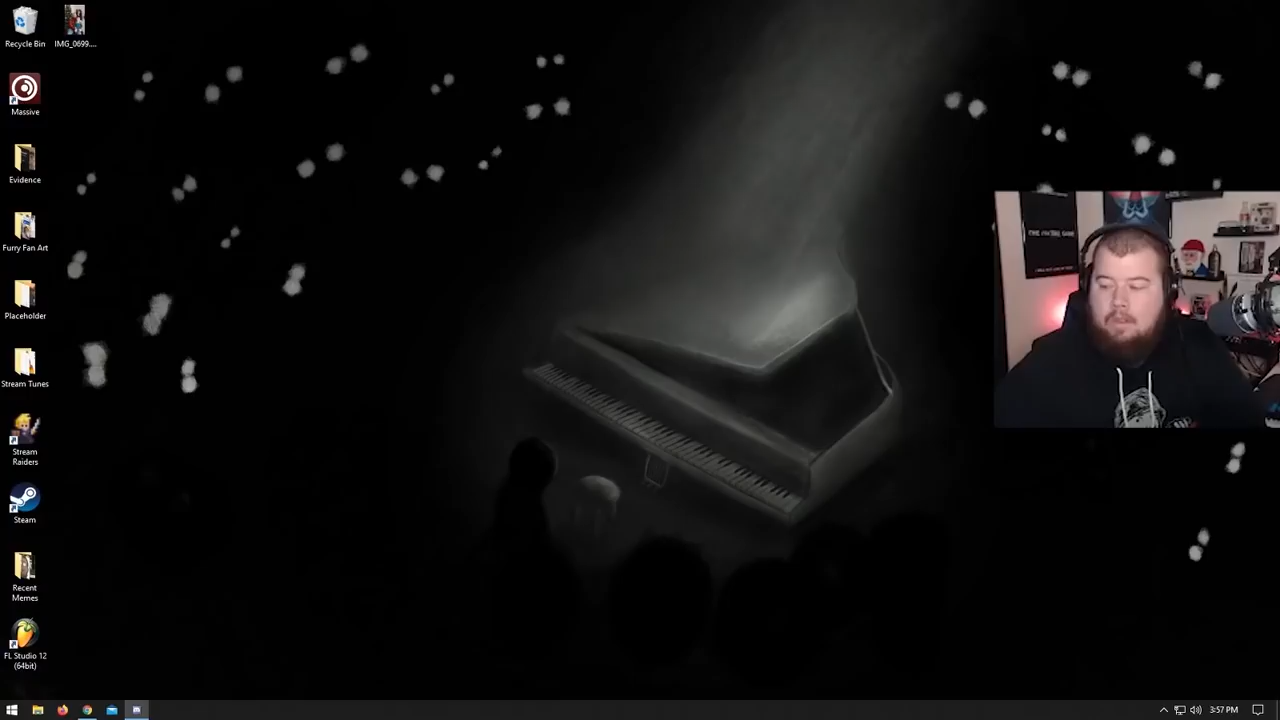 Recycle Bin
IMG_0699....
Massive
Evidence
Furry Fan Art
Placeholder
Stream Tunes
Stream
Raiders
Steam
Recent
Memes
FL Studio 12
(64bit)
3:57 PM